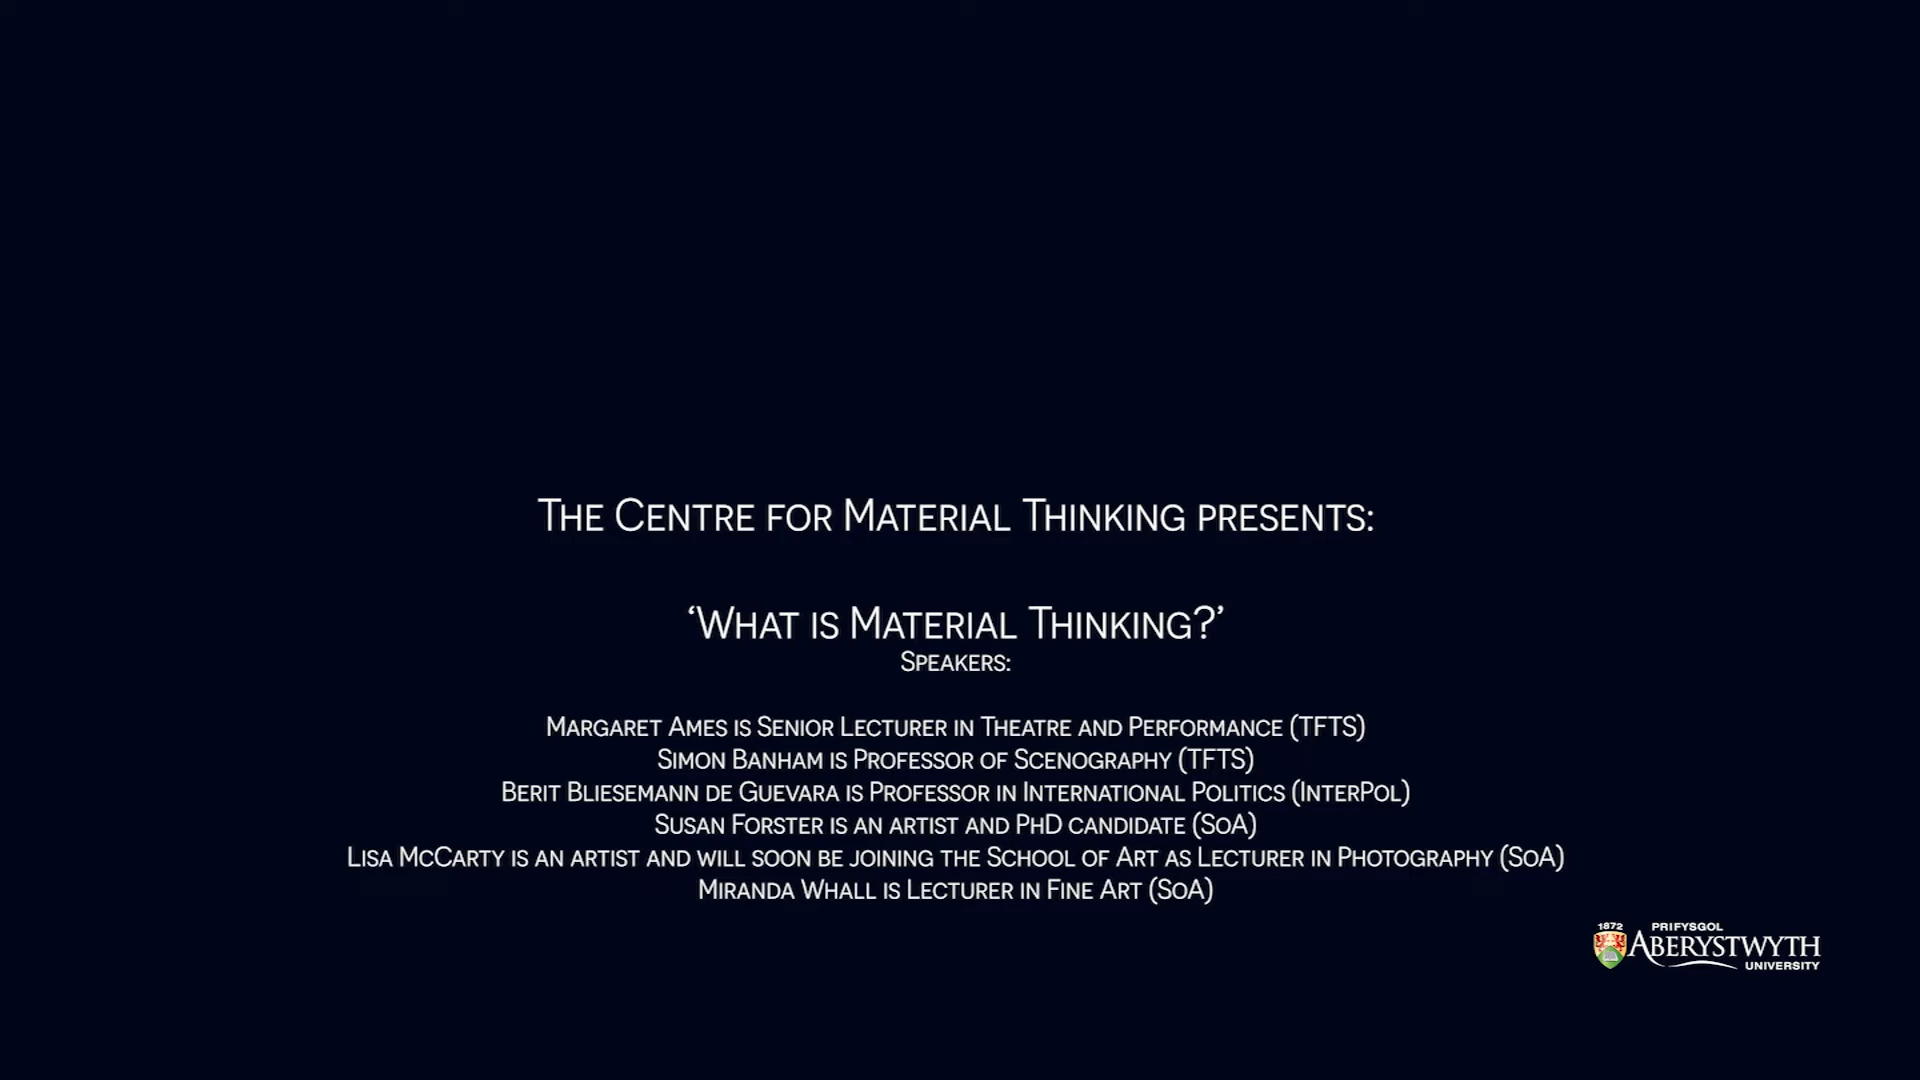 The Centre for Material Thinking presents:
‘What is Material Thinking?’
Speakers:
Margaret Ames is Senior Lecturer in Theatre and Performance (TFTS)
Simon Banham is Professor of Scenography (TFTS)
Berit Bliesemann de Guevara is Professor in International Politics (InterPol)
Susan Forster is an artist and PhD candidate (SoA)
Lisa McCarty is an artist and will soon be joining the School of Art as Lecturer in Photography (SoA)
Miranda Whall is Lecturer in Fine Art (SoA)
1872 PRIFYSGOL
ABERYSTWYTH
UNIVERSITY